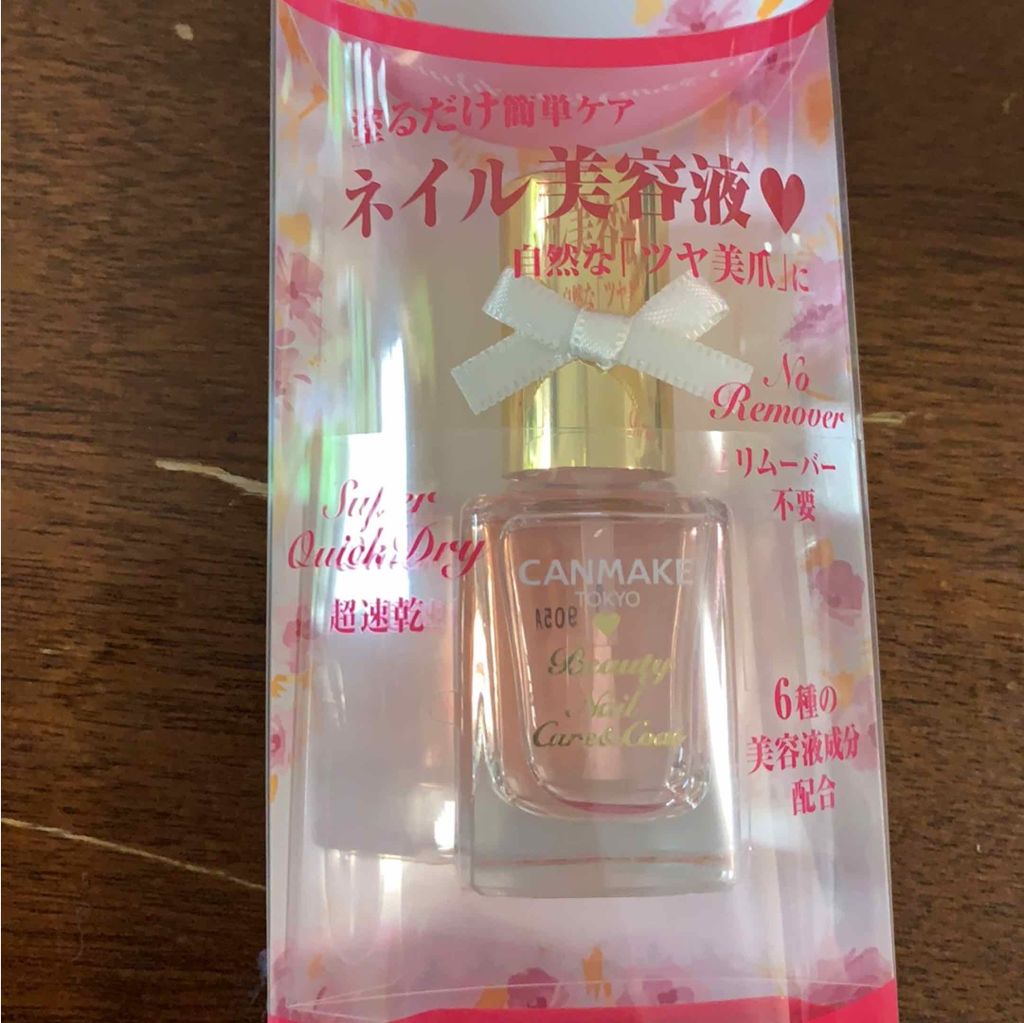 塗るだけ簡単ケア
ネイル美容液♥
自然な「ツヤ美爪」に
No
Remover
リムーバー
不要
Super
Quick Dry
超速乾
CANMAKE
TOKYO
905A
Beauty
Nail
Care&Coat
6種の
美容液成分
配合